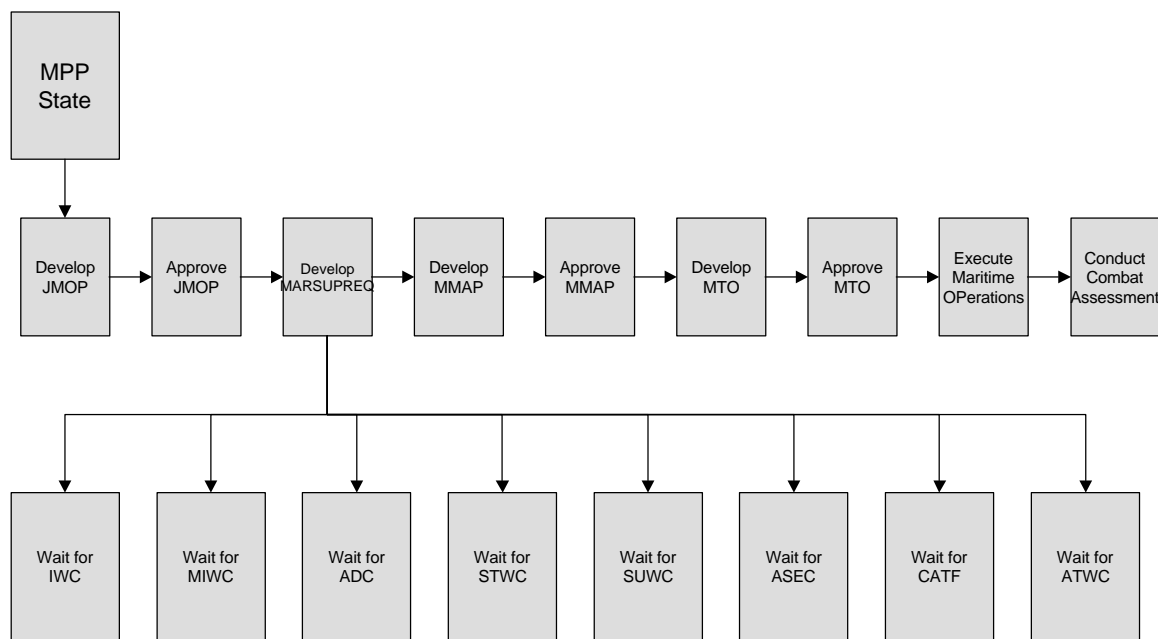 MPP
State
Develop
JMOP
Approve
JMOP
Develop
MARSUPREQ
Develop
MMAP
Approve
MMAP
Develop
MTO
Approve
MTO
Execute
Maritime
OPerations
Conduct
Combat
Assessment
Wait for
IWC
Wait for
MIWC
Wait for
ADC
Wait for
STWC
Wait for
SUWC
Wait for
ASEC
Wait for
CATF
Wait for
ATWC